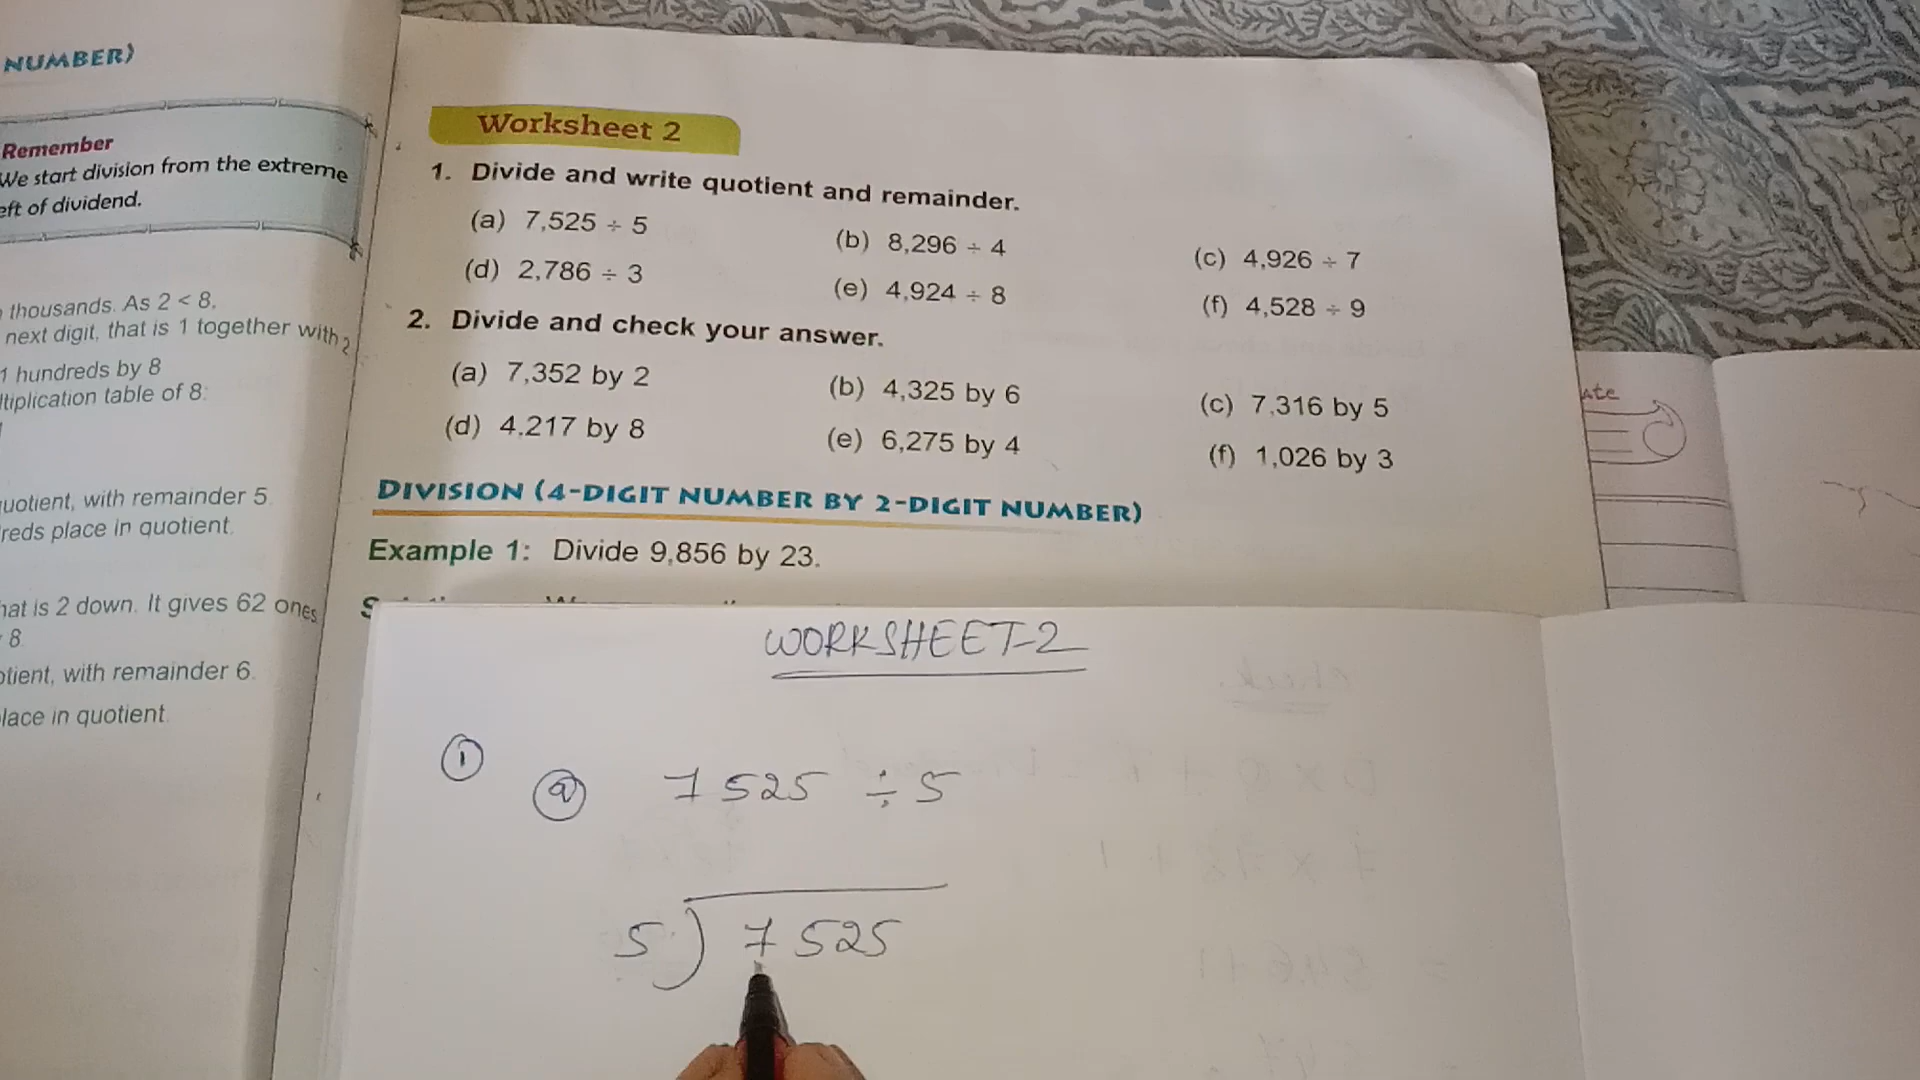 NUMBER)
Remember
We start division from the extreme
eft of dividend.
thousands. As 2 < 8,
next digit, that is 1 together with 2
1 hundreds by 8
ltiplication table of 8:
uotient, with remainder 5.
reds place in quotient.
hat is 2 down. It gives 62 ones
8.
otient, with remainder 6.
lace in quotient.
Worksheet 2
1. Divide and write quotient and remainder.
(a) 7,525 ÷ 5 (b) 8,296 ÷ 4 (c) 4,926 ÷ 7
(d) 2,786 ÷ 3 (e) 4,924 ÷ 8 (f) 4,528 ÷ 9
2. Divide and check your answer.
(a) 7,352 by 2 (b) 4,325 by 6 (c) 7,316 by 5
(d) 4,217 by 8 (e) 6,275 by 4 (f) 1,026 by 3
DIVISION (4-DIGIT NUMBER BY 2-DIGIT NUMBER)
Example 1: Divide 9,856 by 23.
WORKSHEET-2
1
a 7525 ÷ 5
5) 7525